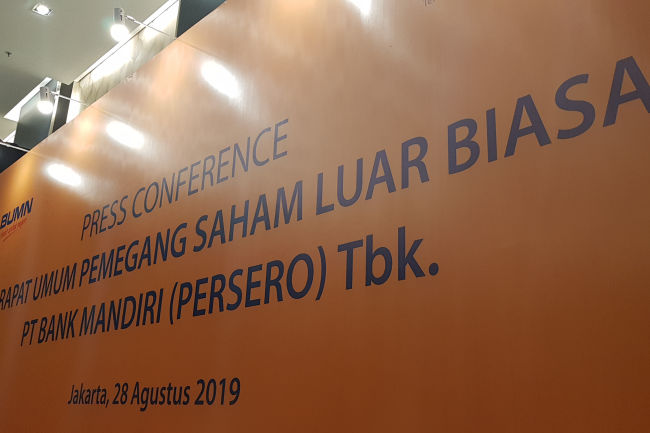 BUMN
PRESS CONFERENCE
RAPAT UMUM PEMEGANG SAHAM LUAR BIASA
PT BANK MANDIRI (PERSERO) Tbk.
Jakarta, 28 Agustus 2019